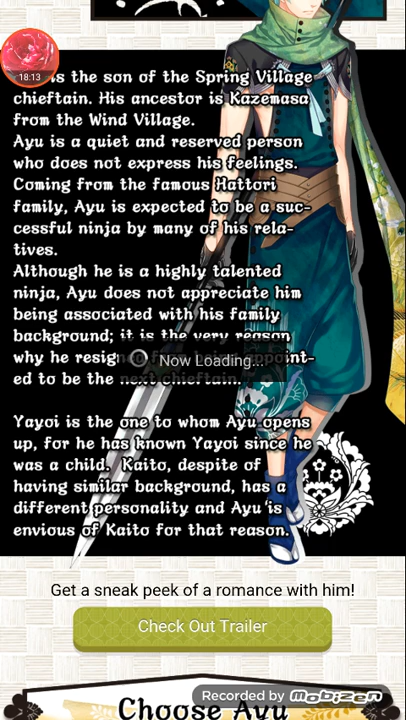 18:13
is the son of the Spring Village
chieftain. His ancestor is Kazemasa
from the Wind Village.
Ayu is a quiet and reserved person
who does not express his feelings.
Coming from the famous Hattori
family, Ayu is expected to be a suc-
cessful ninja by many of his rela-
tives.
Although he is a highly talented
ninja, Ayu does not appreciate him
being associated with his family
background; it is the very reason
why he resign
Now Loading...
point-
ed to be the next chieftain.
Yayoi is the one to whom Ayu opens
up, for he has known Yayoi since he
was a child. Kaito, despite of
having similar background, has a
different personality and Ayu is
envious of Kaito for that reason.
Get a sneak peek of a romance with him!
Check Out Trailer
Recorded by Mobizen
Choose Ayu